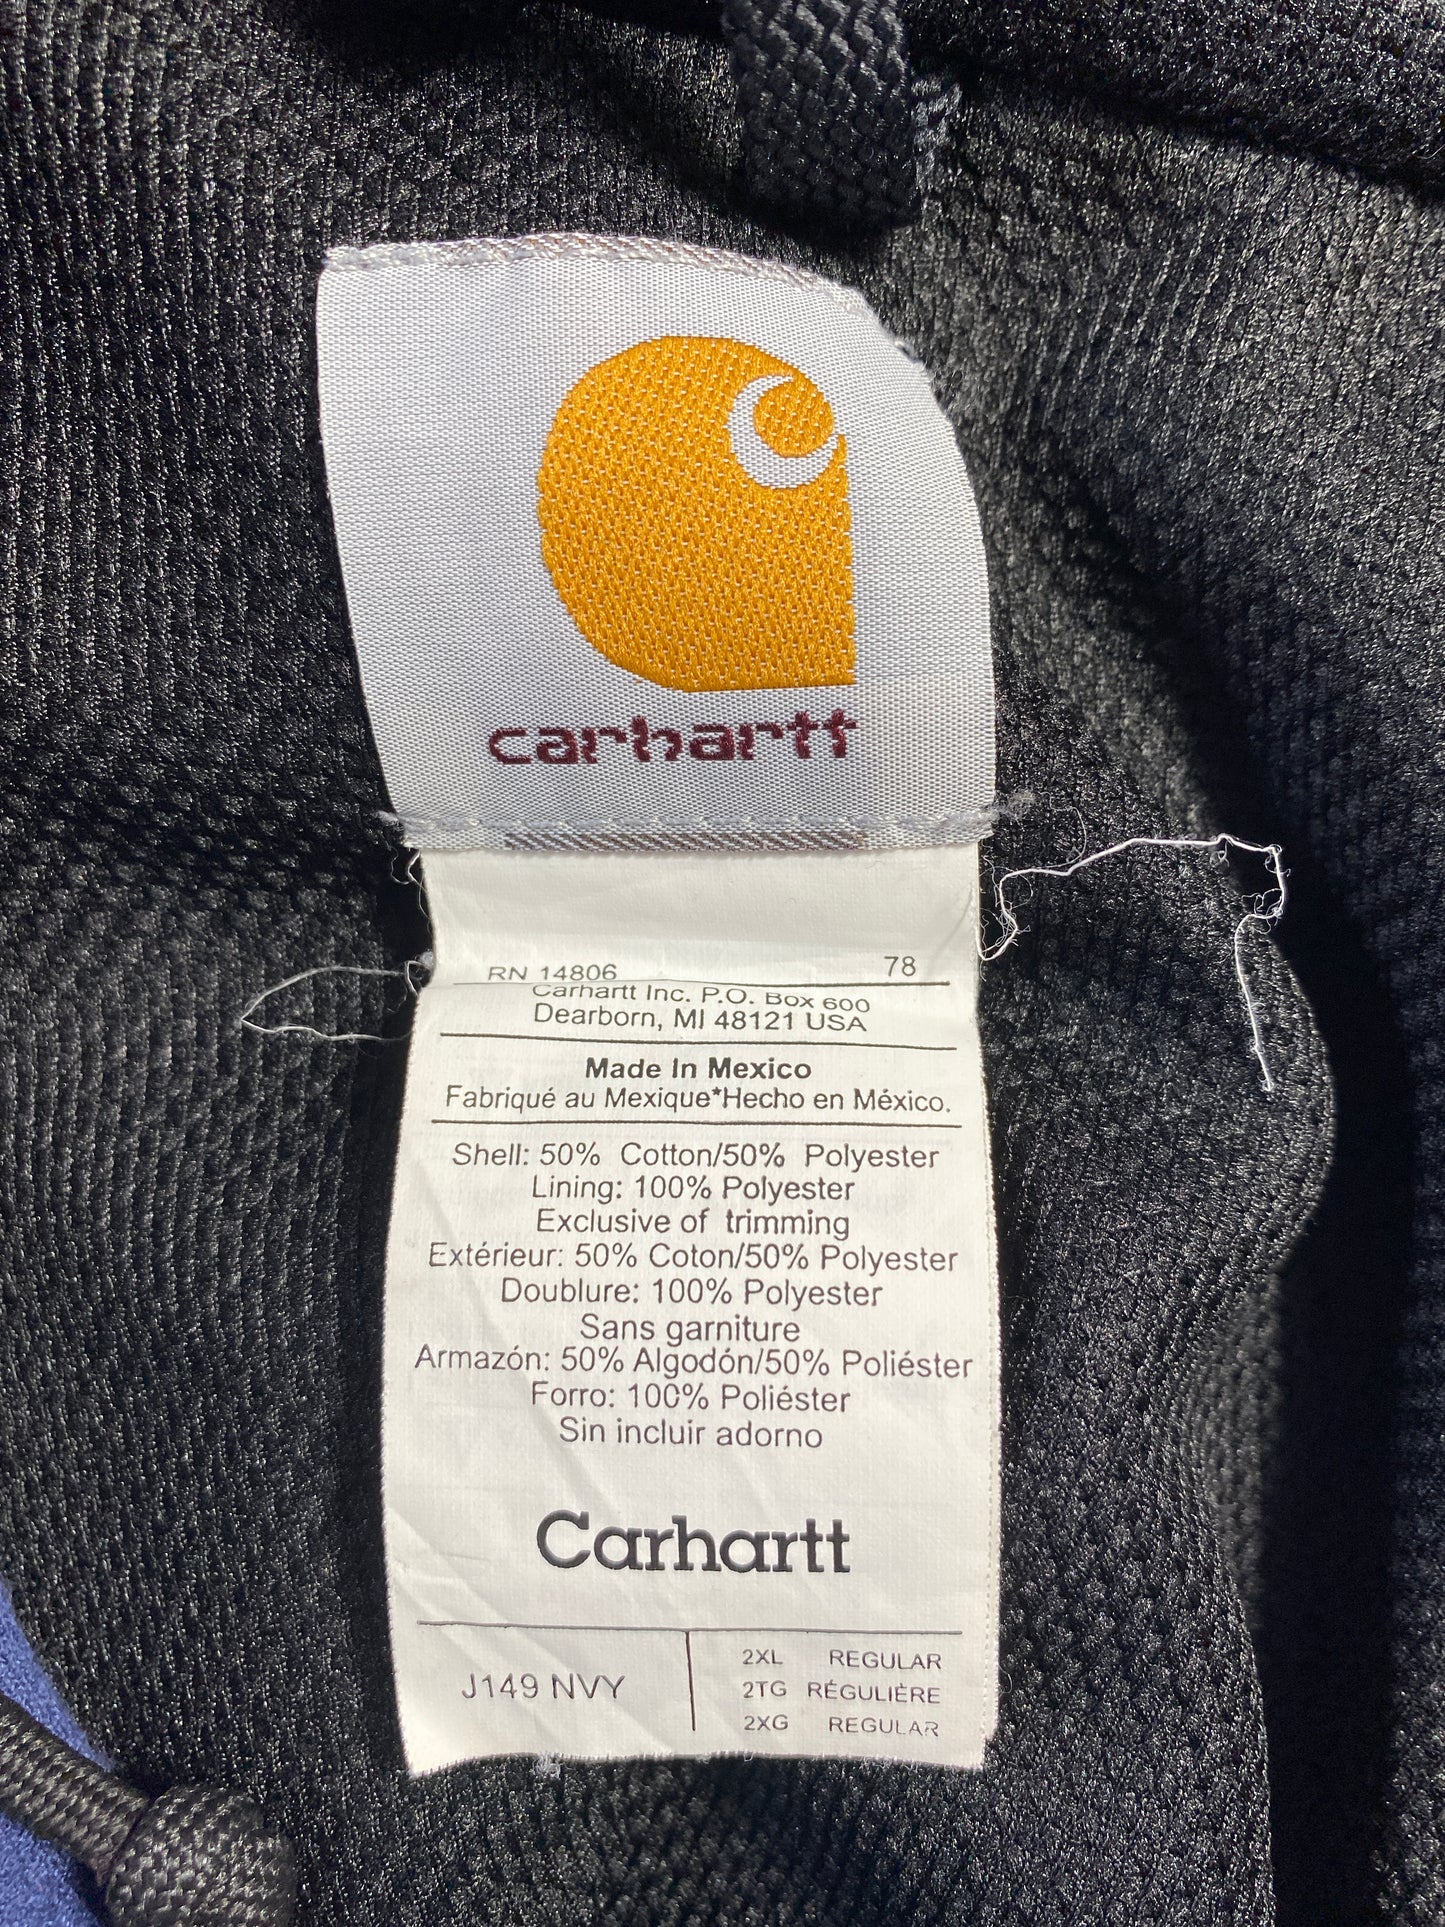 carhartt
RN 14806 78
Carhartt Inc. P.O. Box 600
Dearborn, MI 48121 USA
Made In Mexico
Fabriqué au Mexique*Hecho en México.
Shell: 50% Cotton/50% Polyester
Lining: 100% Polyester
Exclusive of trimming
Extérieur: 50% Coton/50% Polyester
Doublure: 100% Polyester
Sans garniture
Armazón: 50% Algodón/50% Poliéster
Forro: 100% Poliéster
Sin incluir adorno
Carhartt
J149 NVY
2XL REGULAR
2TG RÉGULIÈRE
2XG REGULAR